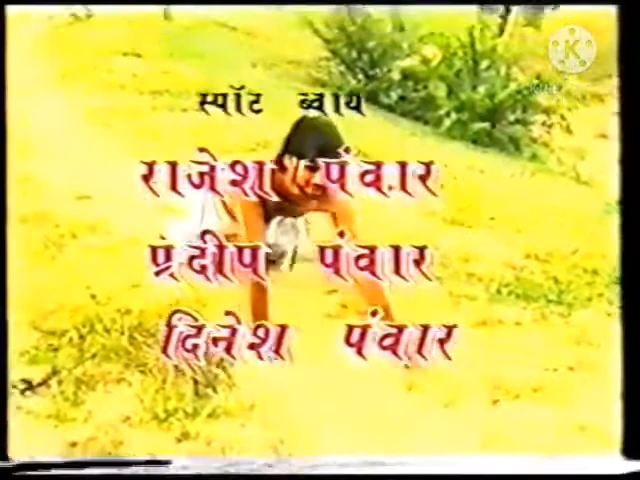 स्पॉट ब्वाय
राजेश पंवार
प्रदीप पंवार
दिनेश पंवार